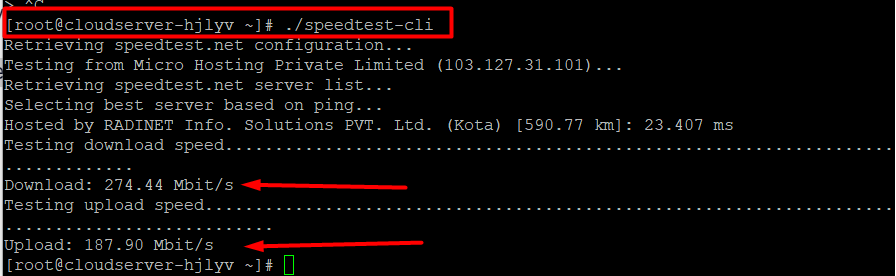 > ^C
[root@cloudserver-hjlyv ~]# ./speedtest-cli
Retrieving speedtest.net configuration...
Testing from Micro Hosting Private Limited (103.127.31.101)...
Retrieving speedtest.net server list...
Selecting best server based on ping...
Hosted by RADINET Info. Solutions PVT. Ltd. (Kota) [590.77 km]: 23.407 ms
Testing download speed...................................................................
.............
Download: 274.44 Mbit/s
Testing upload speed.....................................................................
...........................
Upload: 187.90 Mbit/s
[root@cloudserver-hjlyv ~]#